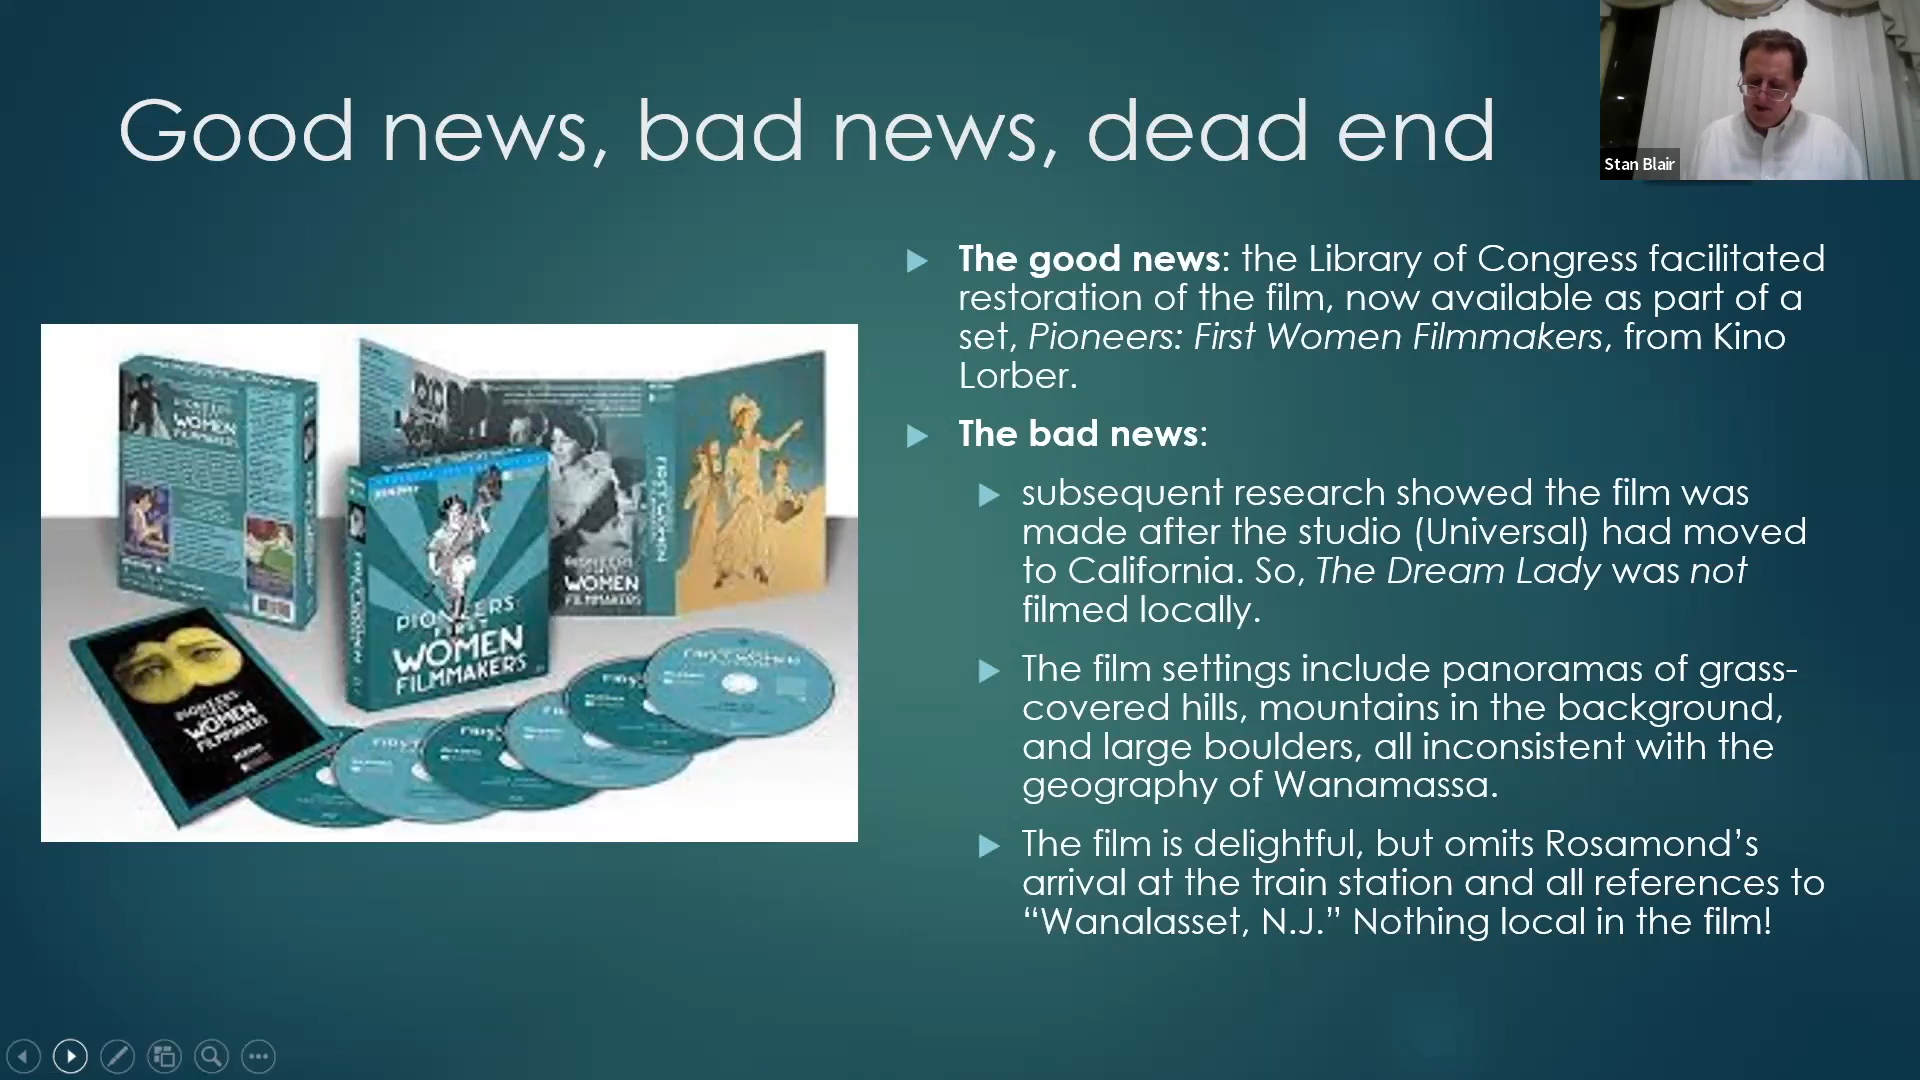 Good news, bad news, dead end
Stan Blair
The good news: the Library of Congress facilitated
restoration of the film, now available as part of a
set, Pioneers: First Women Filmmakers, from Kino
Lorber.
The bad news:
subsequent research showed the film was
made after the studio (Universal) had moved
to California. So, The Dream Lady was not
filmed locally.
The film settings include panoramas of grass-
covered hills, mountains in the background,
and large boulders, all inconsistent with the
geography of Wanamassa.
The film is delightful, but omits Rosamond’s
arrival at the train station and all references to
“Wanalasset, N.J.” Nothing local in the film!
WOMEN
FILMMAKERS
WOMEN
FILMMAKERS
PIONEERS
FIRST
WOMEN
FILMMAKERS
PIONEERS
WOMEN
FILMMAKERS